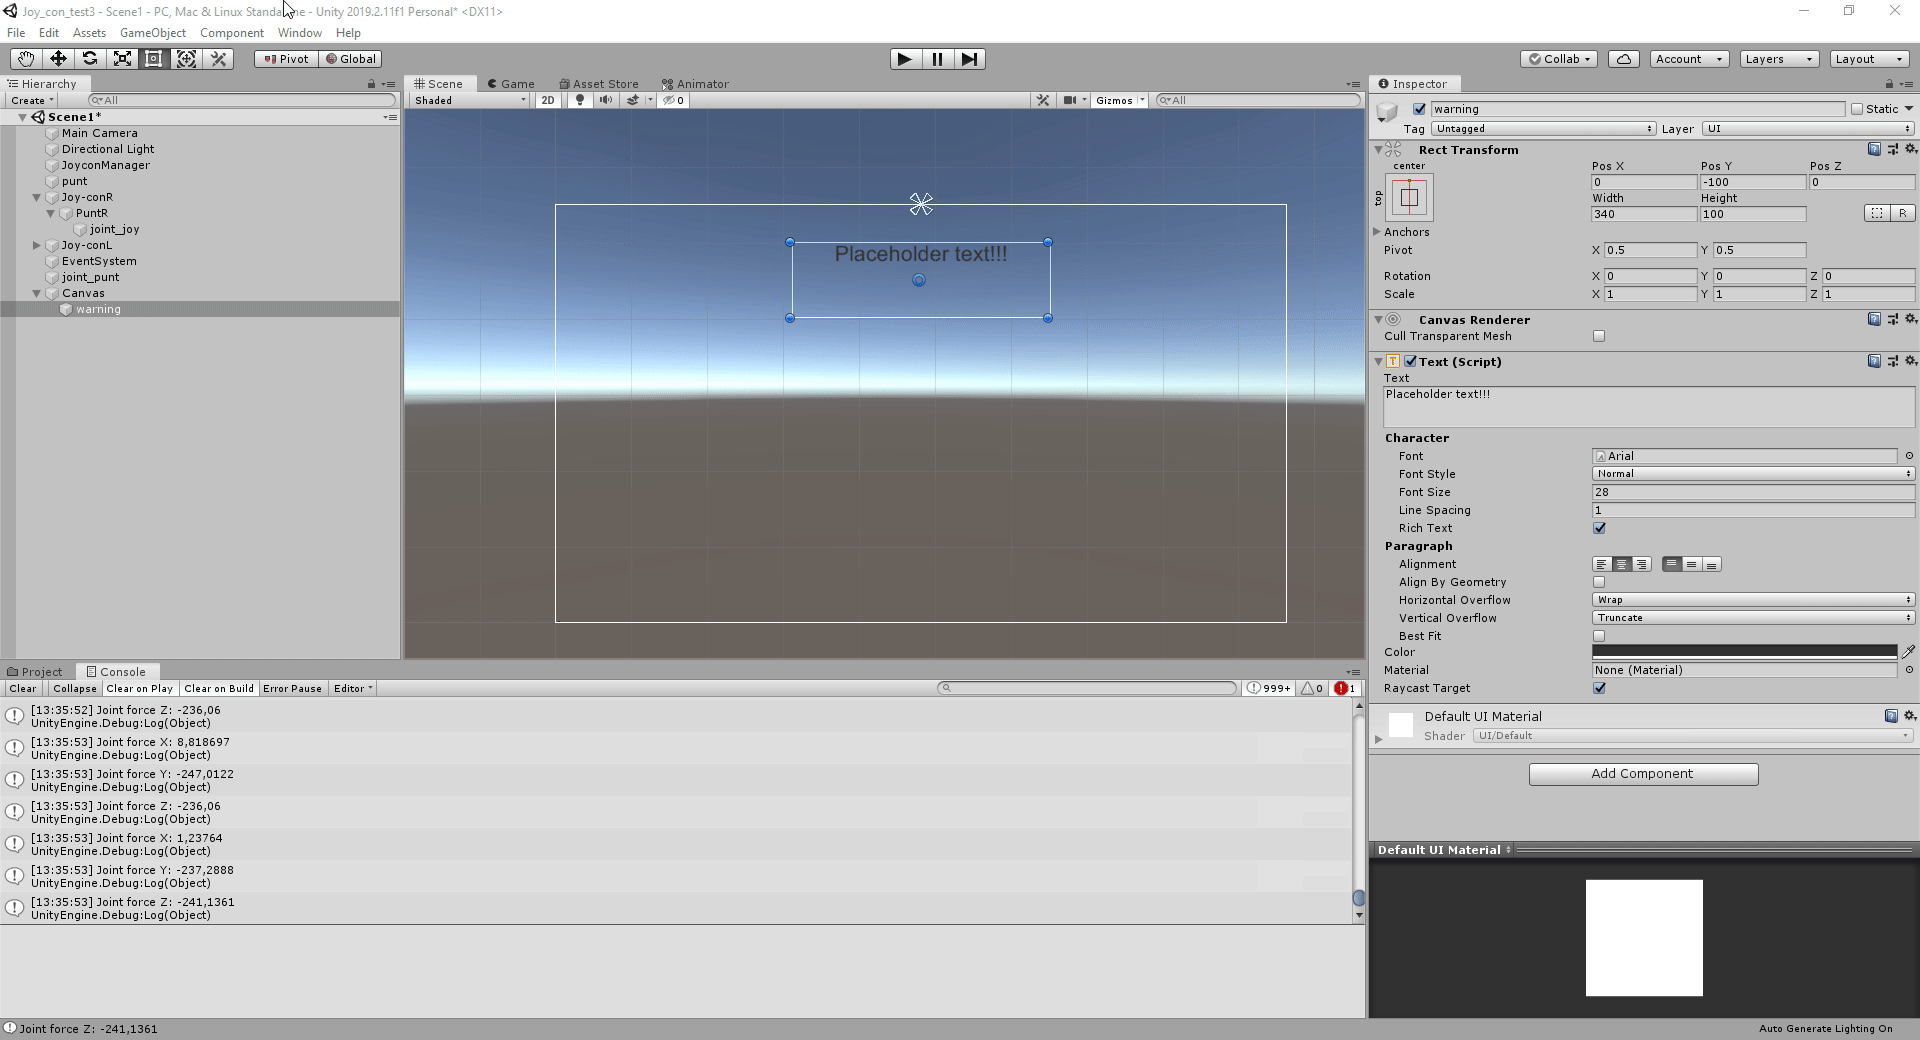 Joy_con_test3 - Scene1 - PC, Mac & Linux Standalone - Unity 2019.2.11f1 Personal* <DX11>
File Edit Assets GameObject Component Window Help
Pivot Global Collab Account Layers Layout
Hierarchy
Create All
Scene1*
Main Camera
Directional Light
JoyconManager
punt
Joy-conR
PuntR
joint_joy
Joy-conL
EventSystem
joint_punt
Canvas
warning
Scene Game Asset Store Animator
Shaded 2D 0 Gizmos All
Placeholder text!!!
Project Console
Clear Collapse Clear on Play Clear on Build Error Pause Editor 999+ 0 1
[13:35:52] Joint force Z: -236,06
UnityEngine.Debug:Log(Object)
[13:35:53] Joint force X: 8,818697
UnityEngine.Debug:Log(Object)
[13:35:53] Joint force Y: -247,0122
UnityEngine.Debug:Log(Object)
[13:35:53] Joint force Z: -236,06
UnityEngine.Debug:Log(Object)
[13:35:53] Joint force X: 1,23764
UnityEngine.Debug:Log(Object)
[13:35:53] Joint force Y: -237,2888
UnityEngine.Debug:Log(Object)
[13:35:53] Joint force Z: -241,1361
UnityEngine.Debug:Log(Object)
Inspector
warning Static
Tag Untagged Layer UI
Rect Transform
center
top
Pos X Pos Y Pos Z
0 -100 0
Width Height
340 100 R
Anchors
Pivot X 0.5 Y 0.5
Rotation X 0 Y 0 Z 0
Scale X 1 Y 1 Z 1
Canvas Renderer
Cull Transparent Mesh
Text (Script)
Text
Placeholder text!!!
Character
Font Arial
Font Style Normal
Font Size 28
Line Spacing 1
Rich Text
Paragraph
Alignment
Align By Geometry
Horizontal Overflow Wrap
Vertical Overflow Truncate
Best Fit
Color
Material None (Material)
Raycast Target
Default UI Material
Shader UI/Default
Add Component
Default UI Material
Joint force Z: -241,1361
Auto Generate Lighting On